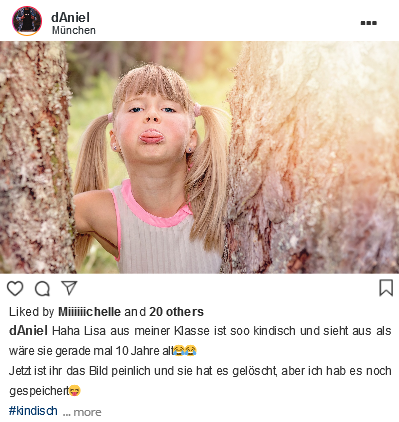 dAniel
München
Liked by Miiiiiichelle and 20 others
dAniel Haha Lisa aus meiner Klasse ist soo kindisch und sieht aus als
wäre sie gerade mal 10 Jahre alt😂😂
Jetzt ist ihr das Bild peinlich und sie hat es gelöscht, aber ich hab es noch
gespeichert😋
#kindisch ... more